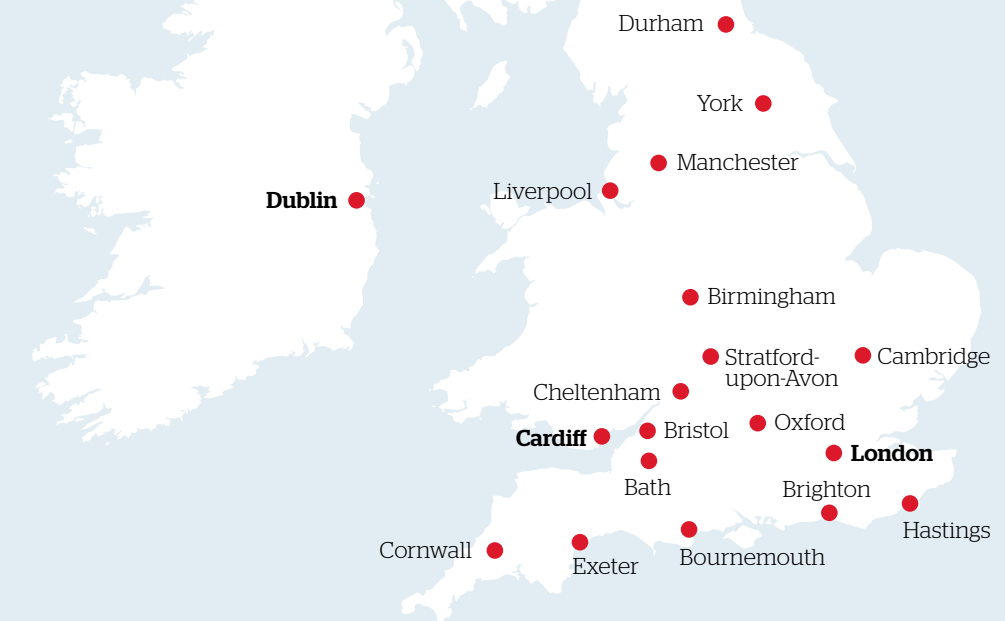 Durham
York
Manchester
Liverpool
Dublin
Birmingham
Stratford-
upon-Avon
Cambridge
Cheltenham
Oxford
Bristol
Cardiff
London
Bath
Brighton
Hastings
Cornwall
Bournemouth
Exeter